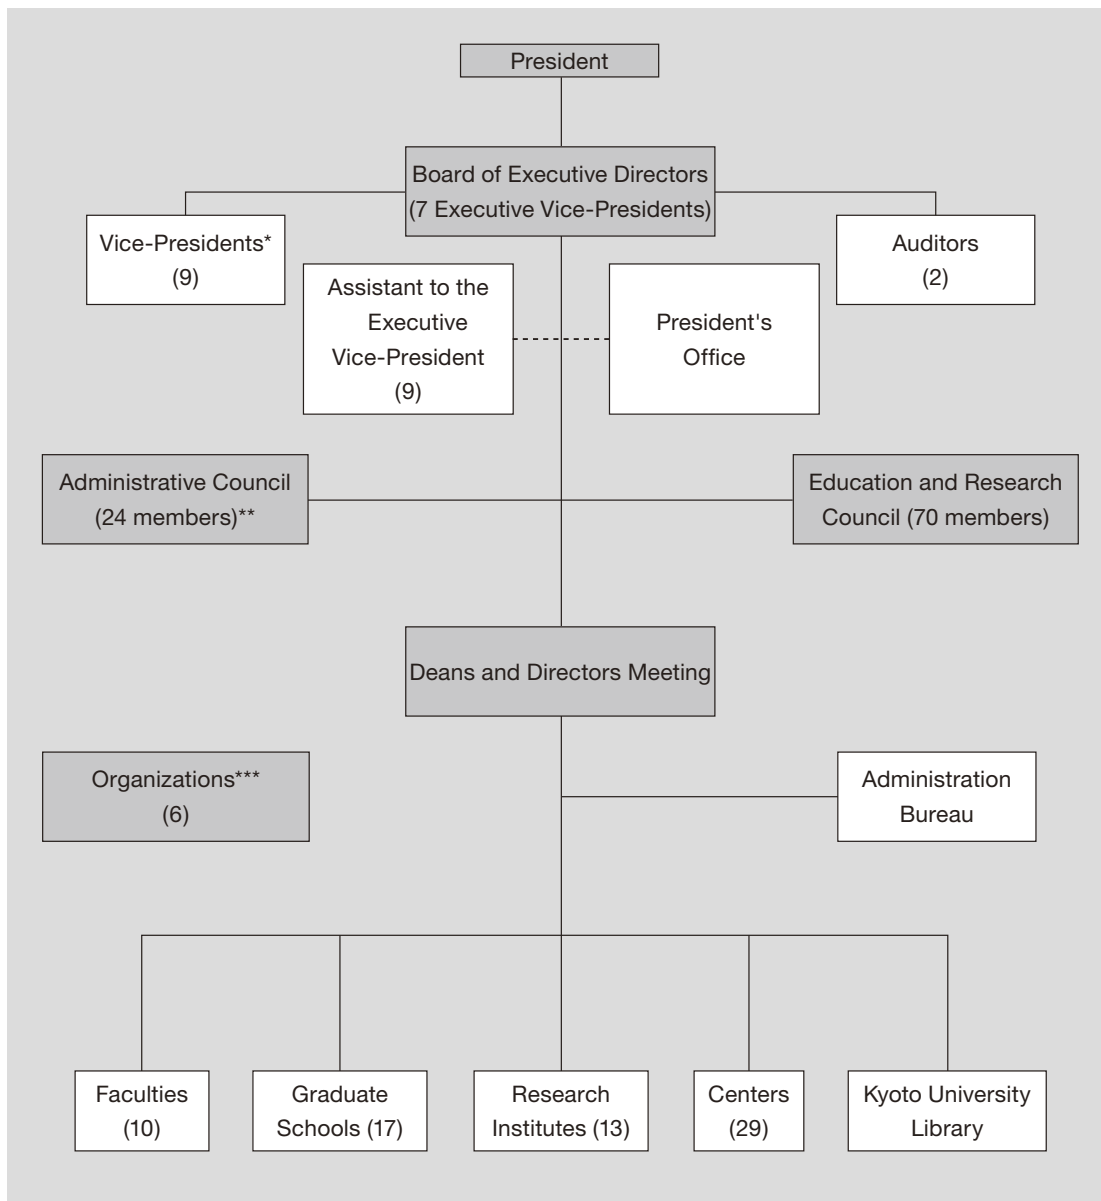 President
Board of Executive Directors
(7 Executive Vice-Presidents)
Vice-Presidents*
(9)
Auditors
(2)
Assistant to the
Executive
Vice-President
(9)
President's
Office
Administrative Council
(24 members)**
Education and Research
Council (70 members)
Deans and Directors Meeting
Organizations***
(6)
Administration
Bureau
Faculties
(10)
Graduate
Schools (17)
Research
Institutes (13)
Centers
(29)
Kyoto University
Library